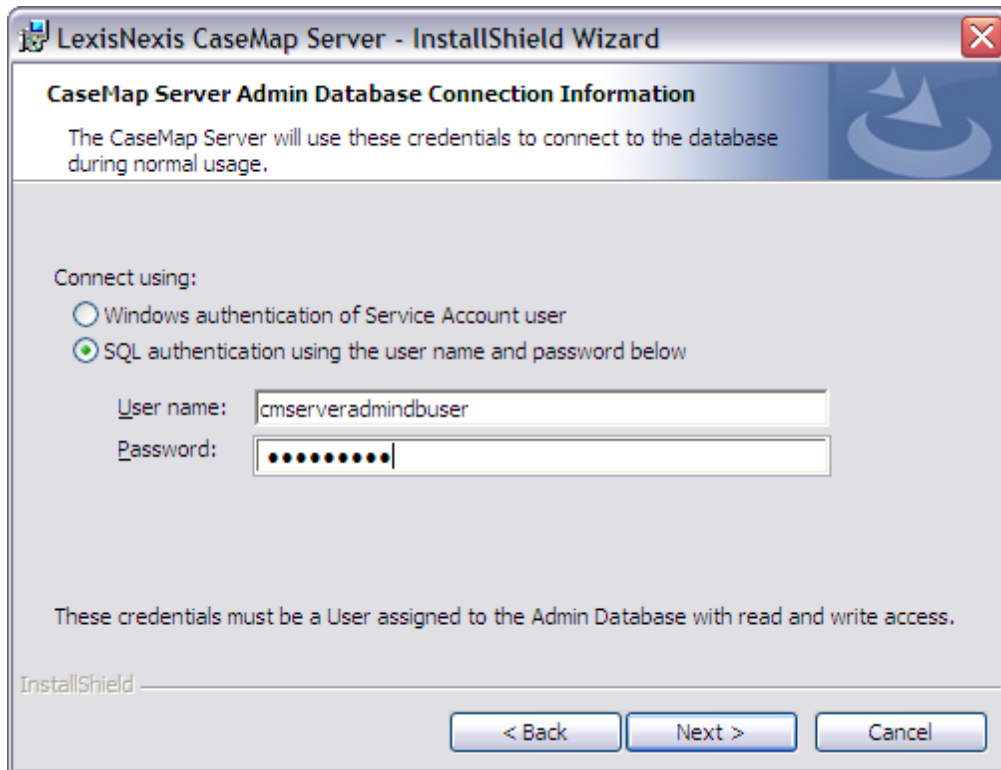 LexisNexis CaseMap Server - InstallShield Wizard
CaseMap Server Admin Database Connection Information
The CaseMap Server will use these credentials to connect to the database
during normal usage.
Connect using:
Windows authentication of Service Account user
SQL authentication using the user name and password below
User name: cmserveradmindbuser
Password: •••••••••
These credentials must be a User assigned to the Admin Database with read and write access.
InstallShield
< Back Next > Cancel